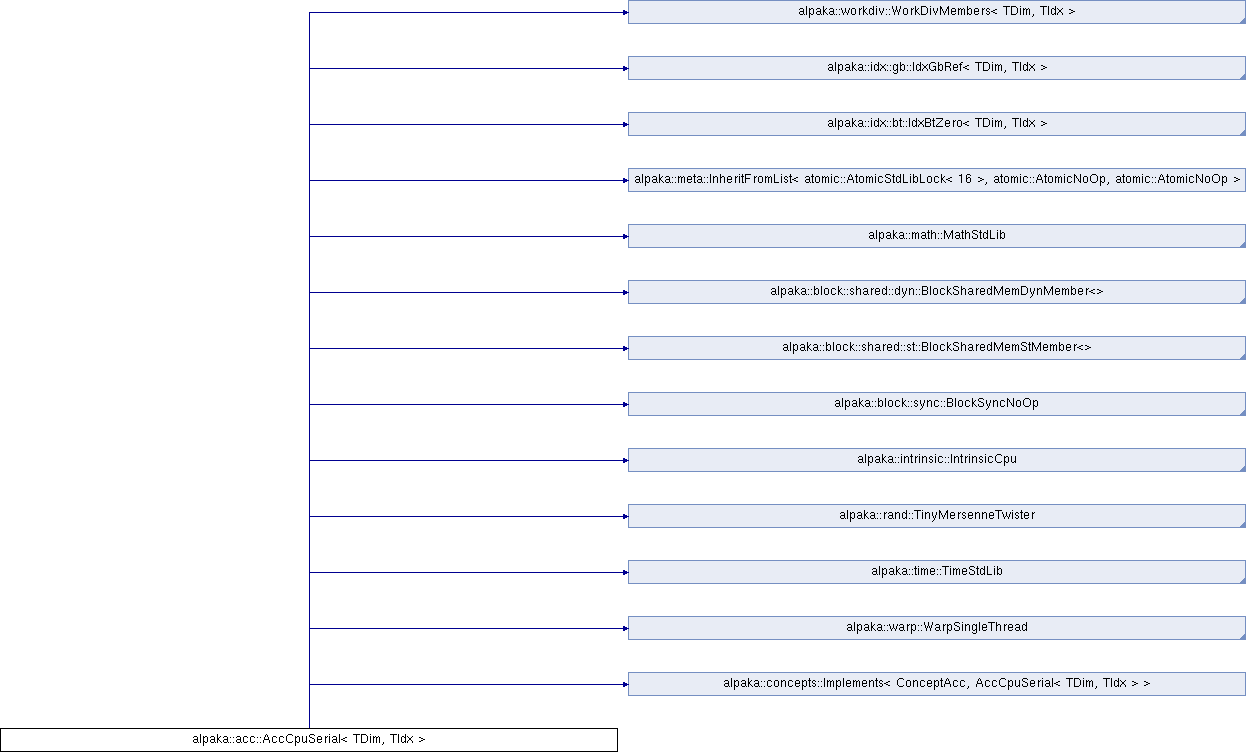 alpaka::workdiv::WorkDivMembers< TDim, TIdx >
alpaka::idx::gb::IdxGbRef< TDim, TIdx >
alpaka::idx::bt::IdxBtZero< TDim, TIdx >
alpaka::meta::InheritFromList< atomic::AtomicStdLibLock< 16 >, atomic::AtomicNoOp, atomic::AtomicNoOp >
alpaka::math::MathStdLib
alpaka::block::shared::dyn::BlockSharedMemDynMember<>
alpaka::block::shared::st::BlockSharedMemStMember<>
alpaka::block::sync::BlockSyncNoOp
alpaka::intrinsic::IntrinsicCpu
alpaka::rand::TinyMersenneTwister
alpaka::time::TimeStdLib
alpaka::warp::WarpSingleThread
alpaka::concepts::Implements< ConceptAcc, AccCpuSerial< TDim, TIdx > >
alpaka::acc::AccCpuSerial< TDim, TIdx >